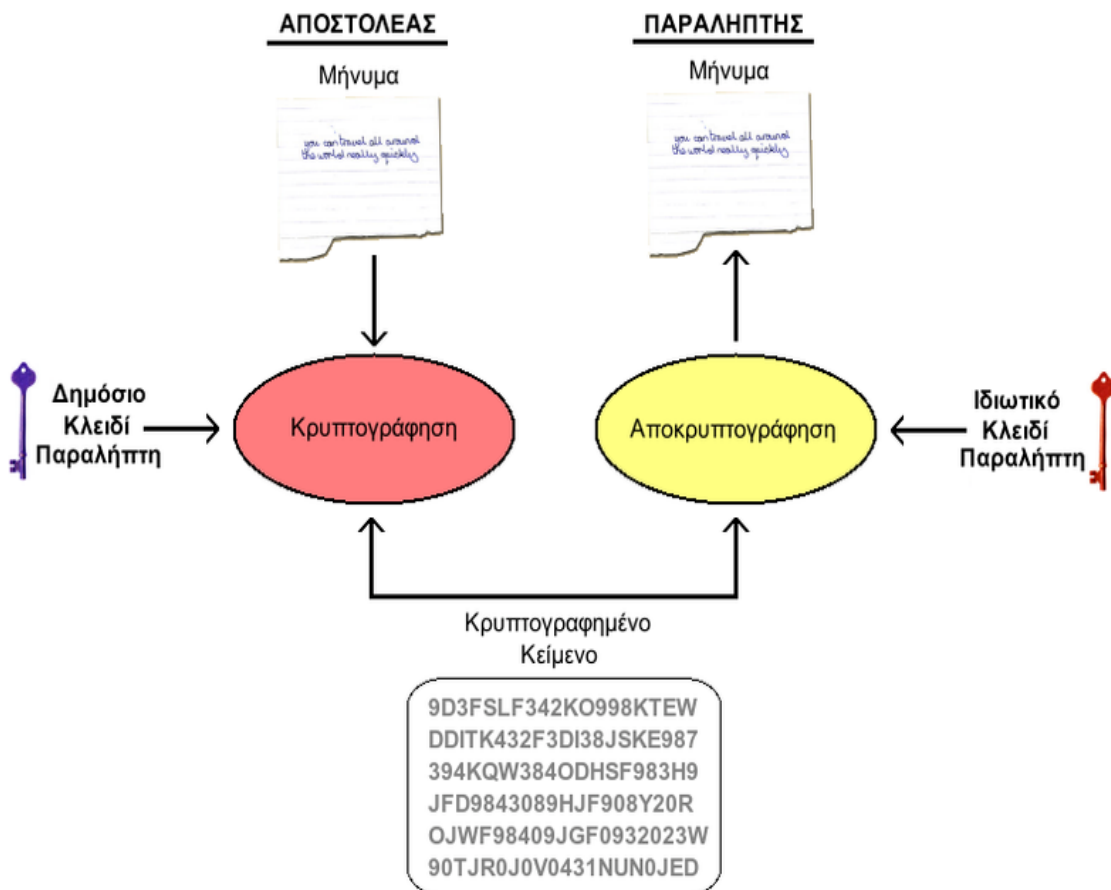 ΑΠΟΣΤΟΛΕΑΣ
Μήνυμα
you can travel all around
the world really quickly
ΠΑΡΑΛΗΠΤΗΣ
Μήνυμα
you can travel all around
the world really quickly
Δημόσιο
Κλειδί
Παραλήπτη
Κρυπτογράφηση
Αποκρυπτογράφηση
Ιδιωτικό
Κλειδί
Παραλήπτη
Κρυπτογραφημένο
Κείμενο
9D3FSLF342KO998KTEW
DDITK432F3DI38JSKE987
394KQW384ODHSF983H9
JFD9843089HJF908Y20R
OJWF98409JGF0932023W
90TJR0J0V0431NUN0JED